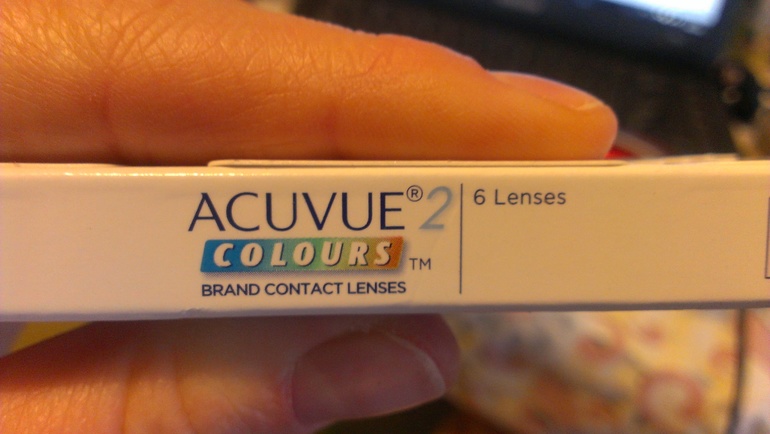 ACUVUE® 2
COLOURS™
BRAND CONTACT LENSES
6 Lenses